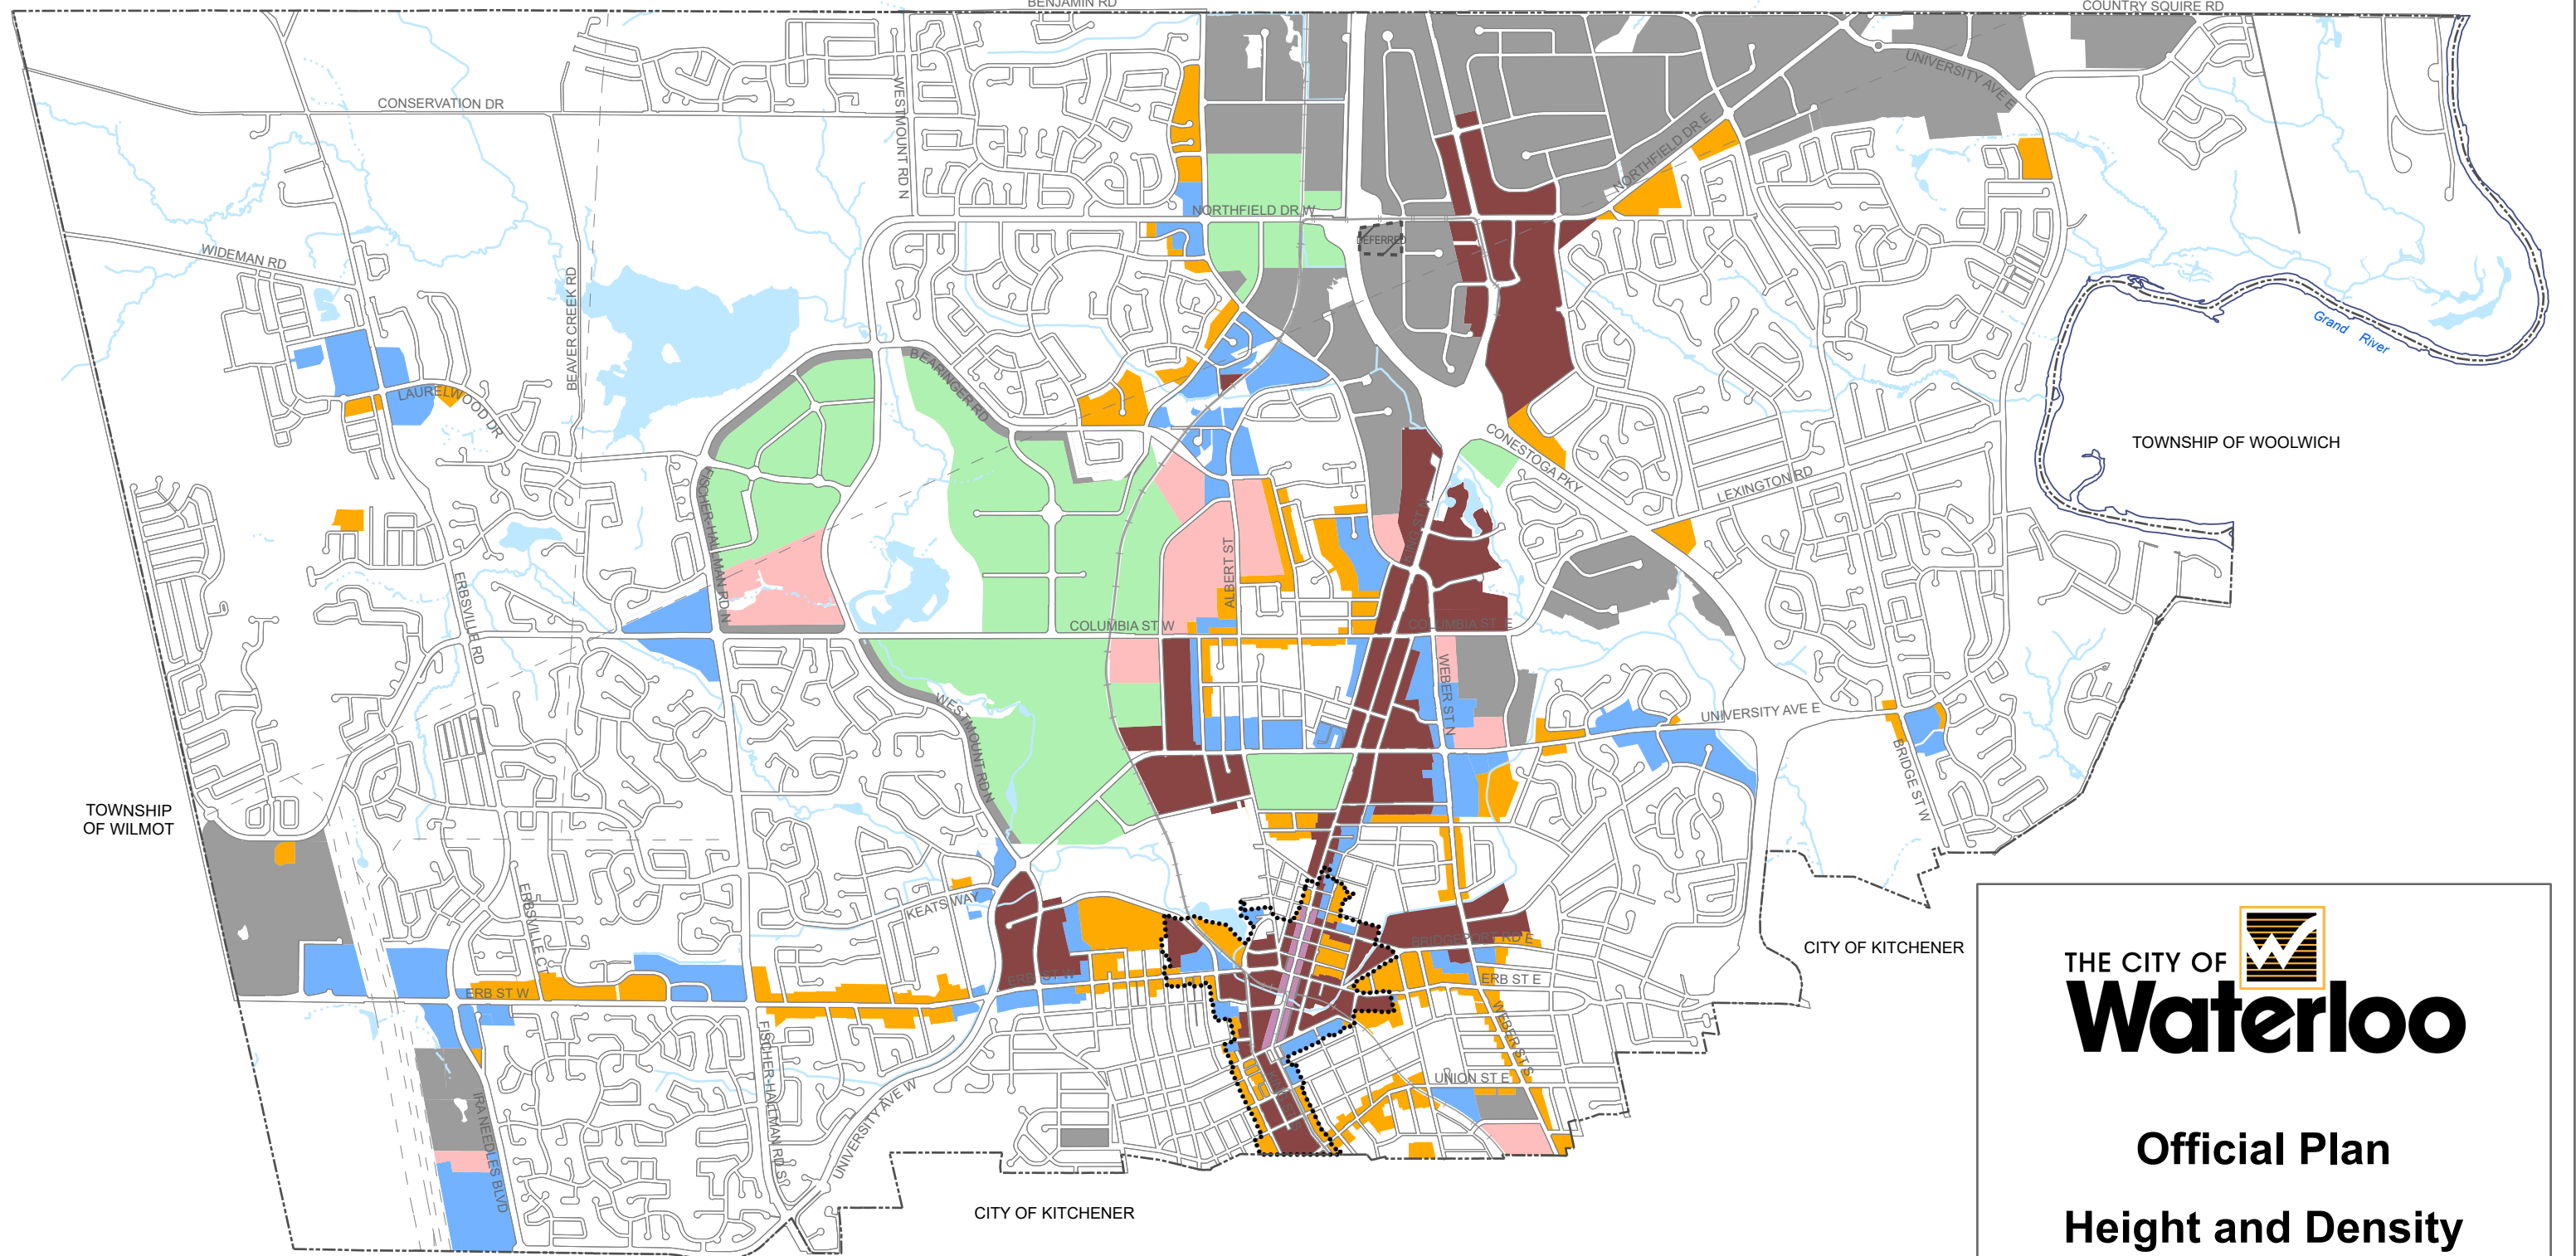 BENJAMIN RD
COUNTRY SQUIRE RD
UNIVERSITY AVE E
CONSERVATION DR
WESTMOUNT RD N
NORTHFIELD DR E
NORTHFIELD DR W
DEFERRED
WIDEMAN RD
BEAVER CREEK RD
Grand River
BEARINGER RD
LAURELWOOD DR
CONESTOGA PKY
TOWNSHIP OF WOOLWICH
LEXINGTON RD
FISCHER-HALLMAN RD N
KING ST N
ALBERT ST
ERBSVILLE RD
COLUMBIA ST W
COLUMBIA ST E
WEBER ST N
WESTMOUNT RD N
UNIVERSITY AVE E
BRIDGE ST W
TOWNSHIP
OF WILMOT
ERBSVILLE CT
KEATS WAY
BRIDGEPORT RD E
CITY OF KITCHENER
ERB ST W
ERB ST W
ERB ST E
WEBER ST S
FISCHER-HALLMAN RD S
UNION ST E
IRA NEEDLES BLVD
UNIVERSITY AVE W
CITY OF KITCHENER
THE CITY OF
Waterloo
Official Plan
Height and Density